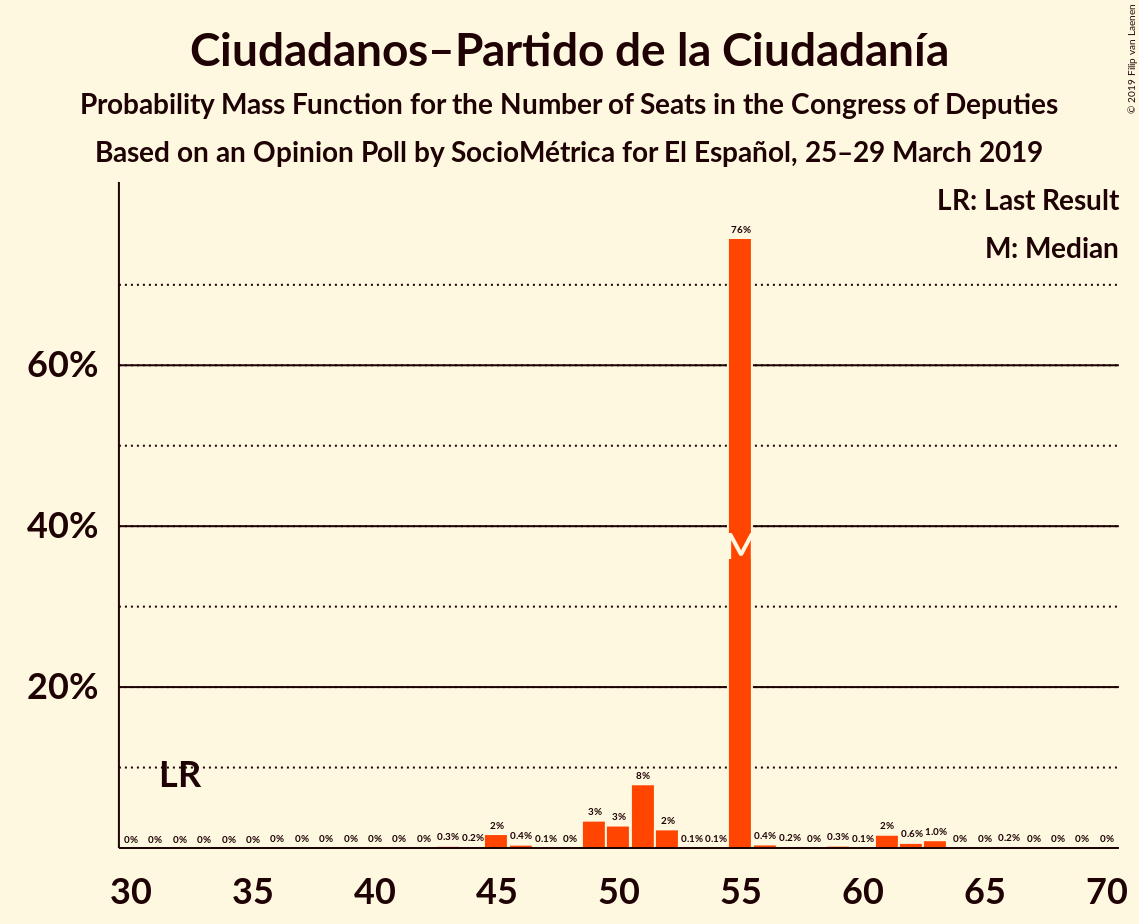 Ciudadanos–Partido de la Ciudadanía
Probability Mass Function for the Number of Seats in the Congress of Deputies
Based on an Opinion Poll by SocioMétrica for El Español, 25–29 March 2019
© 2019 Filip van Laenen
LR: Last Result
M: Median
76%
60%
40%
M
20%
LR
8%
0% 0% 0% 0% 0% 0% 0% 0% 0% 0% 0% 0% 0% 0.3% 0.2% 2% 0.4% 0.1% 0% 3% 3% 2% 0.1% 0.1% 0.4% 0.2% 0% 0.3% 0.1% 2% 0.6% 1.0% 0% 0% 0.2% 0% 0% 0% 0%
30 35 40 45 50 55 60 65 70